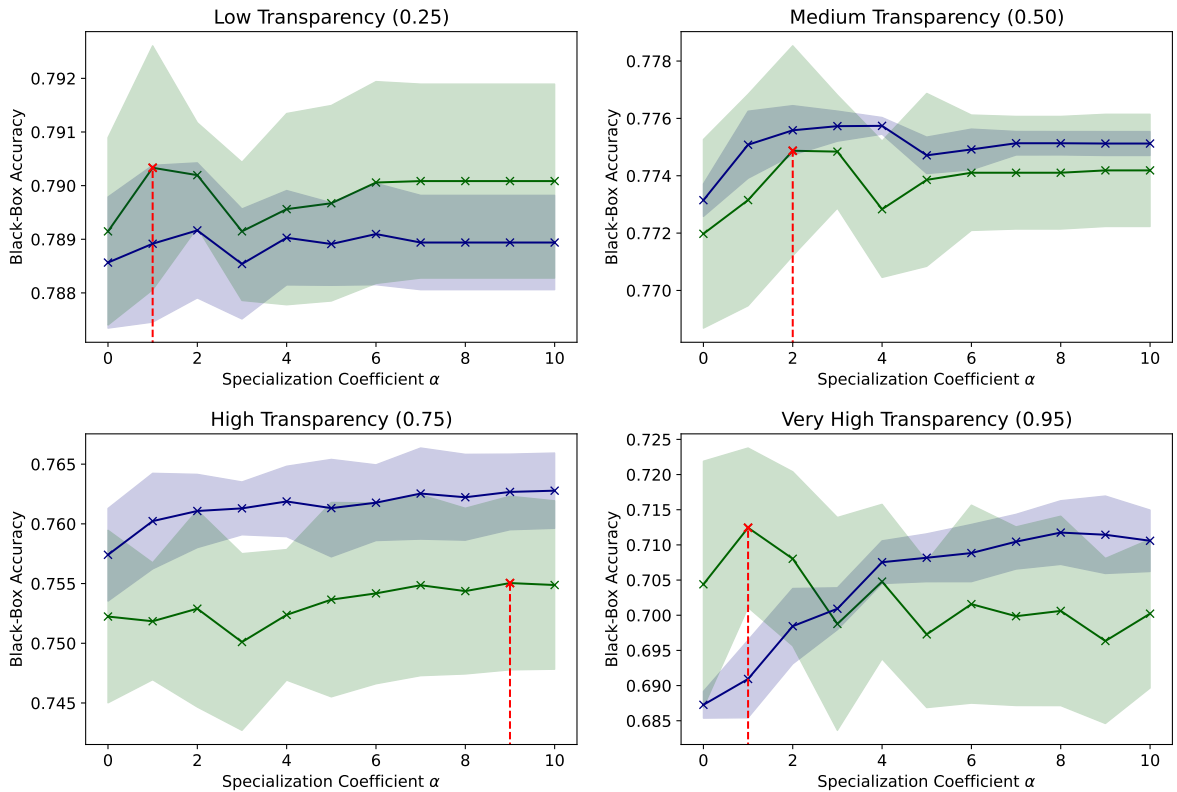 Low Transparency (0.25)
Black-Box Accuracy
0.792
0.791
0.790
0.789
0.788
0 2 4 6 8 10
Specialization Coefficient α
Medium Transparency (0.50)
Black-Box Accuracy
0.778
0.776
0.774
0.772
0.770
0 2 4 6 8 10
Specialization Coefficient α
High Transparency (0.75)
Black-Box Accuracy
0.765
0.760
0.755
0.750
0.745
0 2 4 6 8 10
Specialization Coefficient α
Very High Transparency (0.95)
Black-Box Accuracy
0.725
0.720
0.715
0.710
0.705
0.700
0.695
0.690
0.685
0 2 4 6 8 10
Specialization Coefficient α